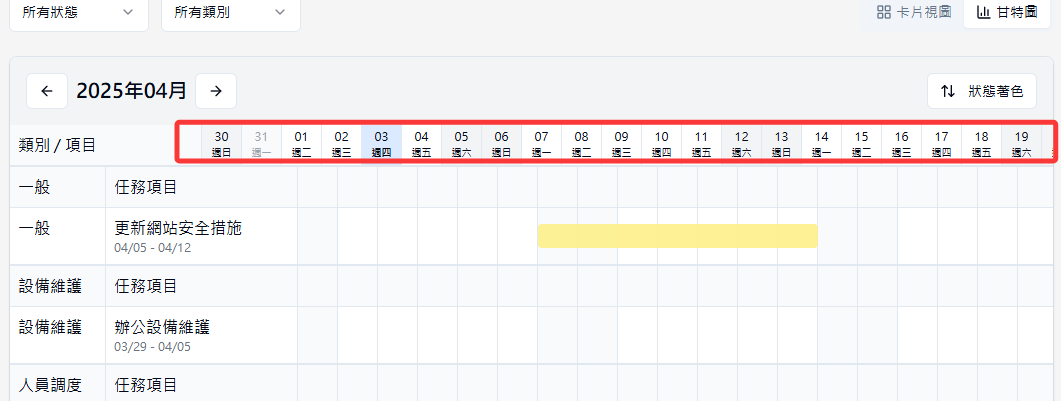 所有狀態 所有類別 卡片視圖 甘特圖
2025年04月 狀態著色
類別 / 項目 30 31 01 02 03 04 05 06 07 08 09 10 11 12 13 14 15 16 17 18 19
週日 週一 週二 週三 週四 週五 週六 週日 週一 週二 週三 週四 週五 週六 週日 週一 週二 週三 週四 週五 週六
一般 任務項目
一般 更新網站安全措施
04/05 - 04/12
設備維護 任務項目
設備維護 辦公設備維護
03/29 - 04/05
人員調度 任務項目